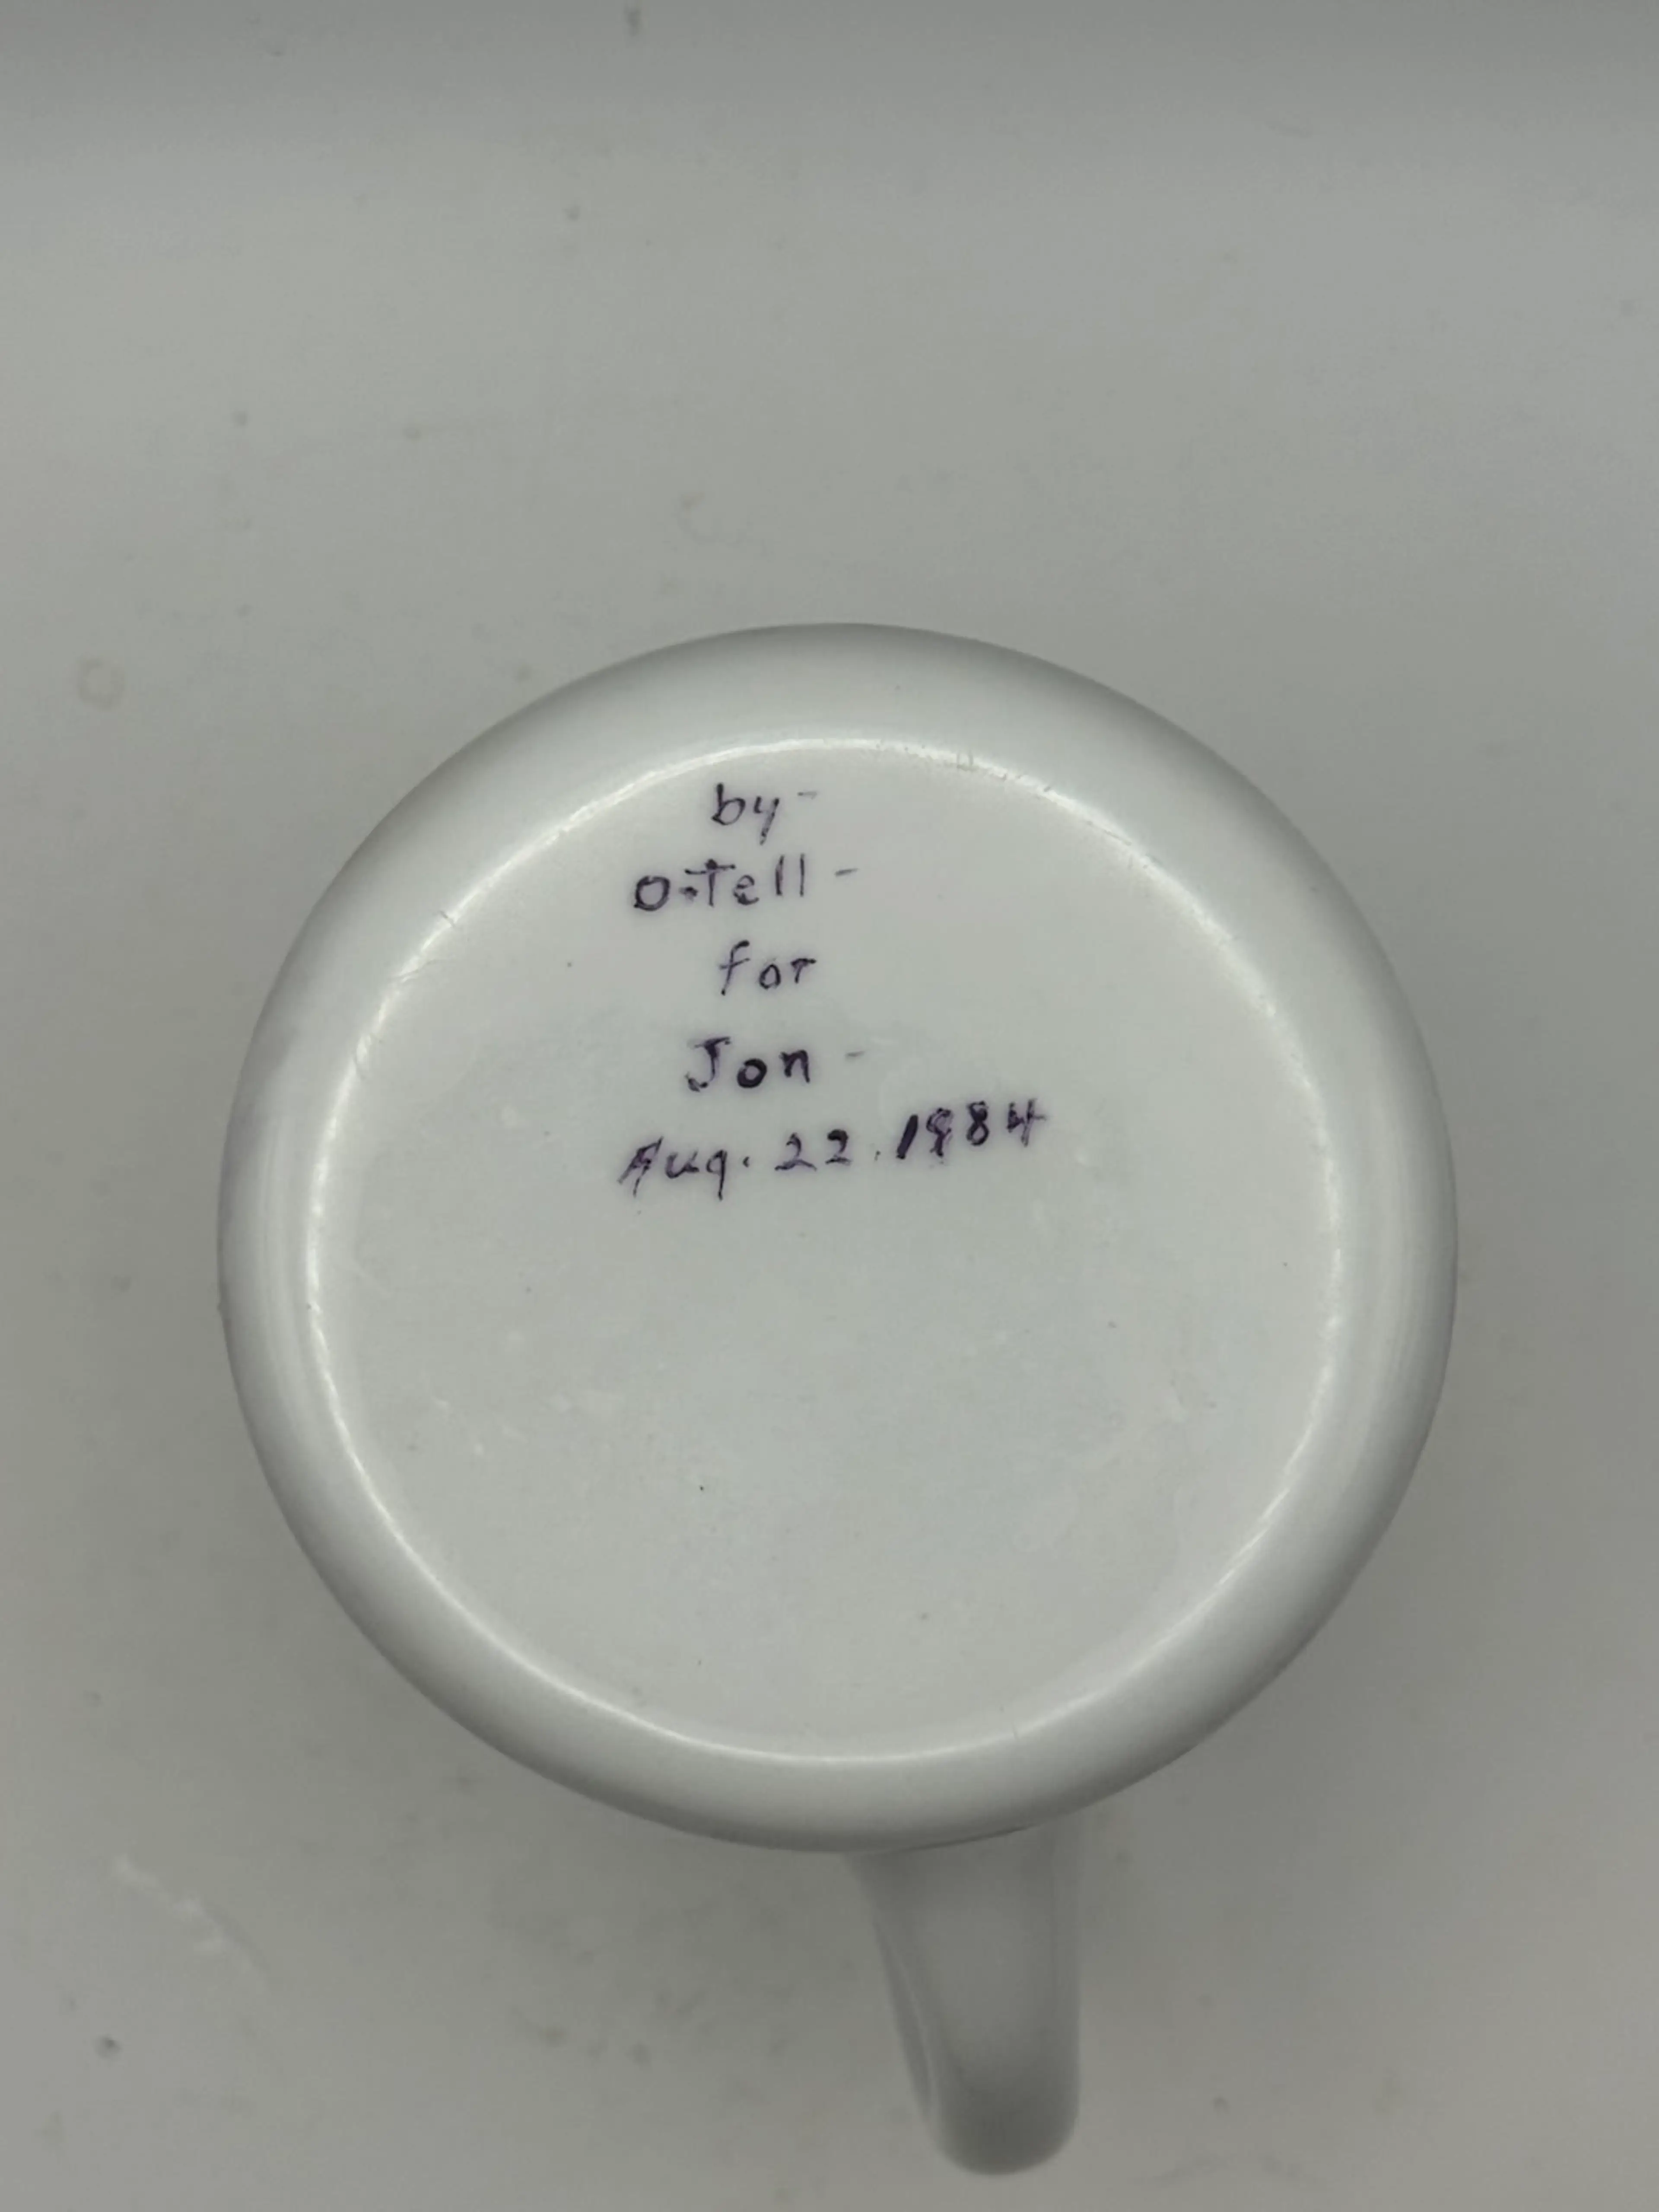 by-
O.Tell-
for
Jon-
Aug. 22. 1984